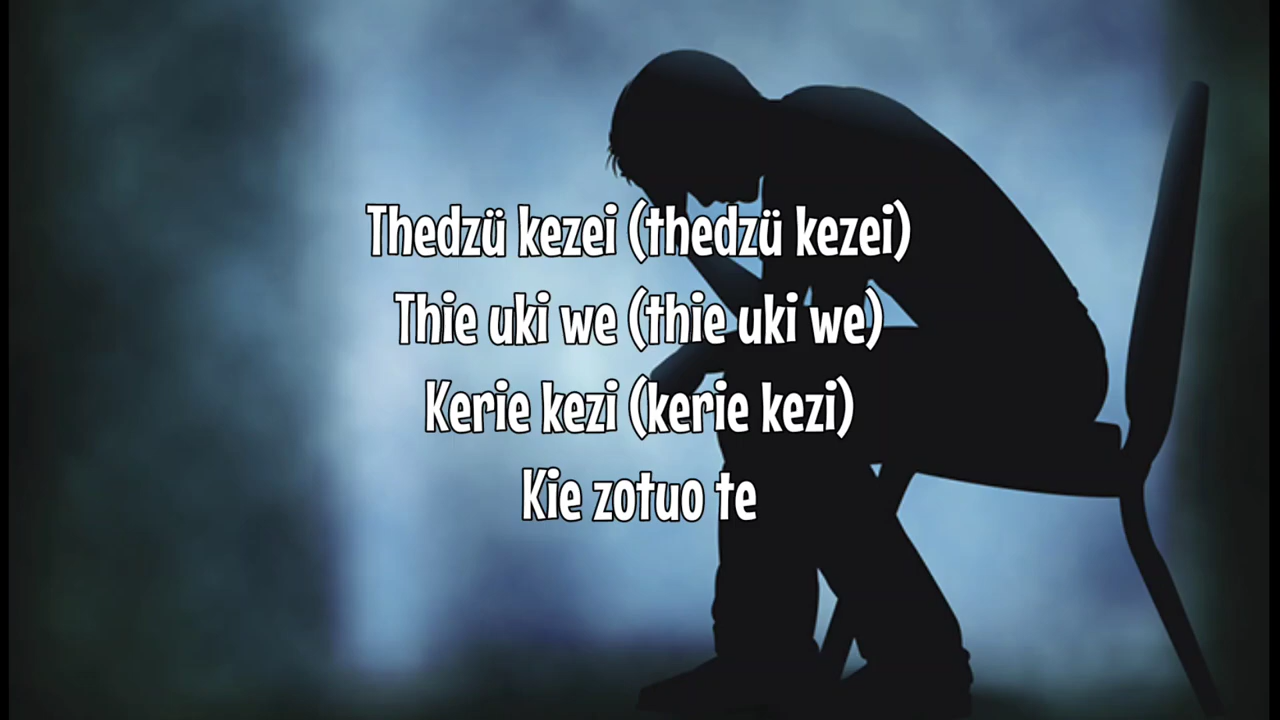 Thedzü kezei (thedzü kezei)
Thie uki we (thie uki we)
Kerie kezi (kerie kezi)
Kie zotuo te